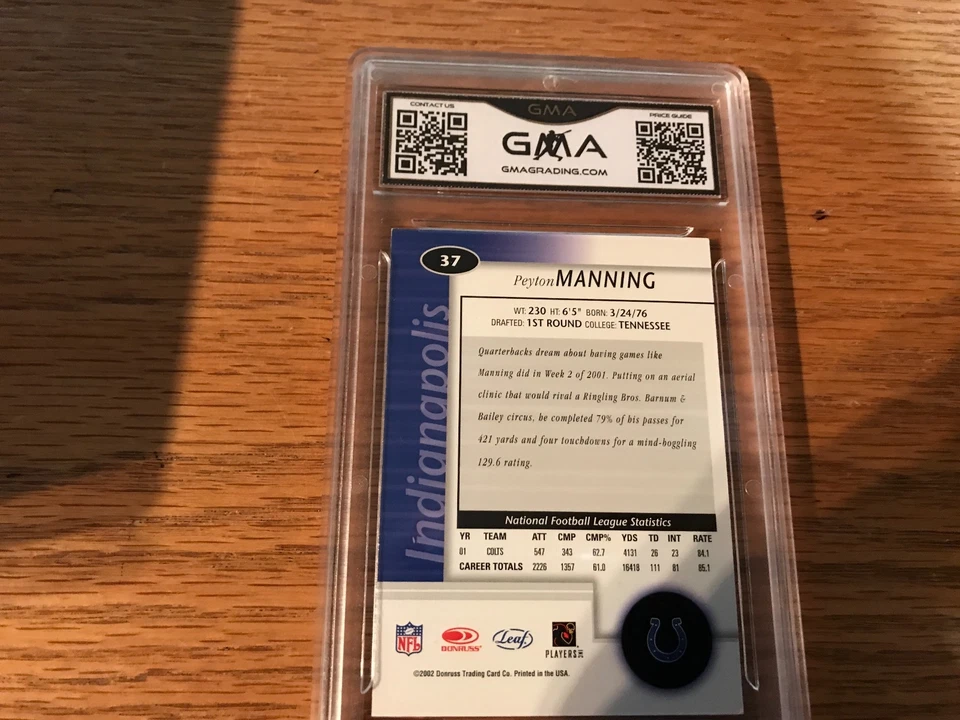 CONTACT US
GMA
PRICE GUIDE
GMA
GMAGRADING.COM
37
Peyton MANNING
Indianapolis
WT: 230 HT: 6'5" BORN: 3/24/76
DRAFTED: 1ST ROUND COLLEGE: TENNESSEE
Quarterbacks dream about having games like
Manning did in Week 2 of 2001. Putting on an aerial
clinic that would rival a Ringling Bros. Barnum &
Bailey circus, he completed 79% of his passes for
421 yards and four touchdowns for a mind-boggling
129.6 rating.
National Football League Statistics
YR TEAM ATT CMP CMP% YDS TD INT RATE
01 COLTS 547 343 62.7 4131 26 23 84.1
CAREER TOTALS 2226 1357 61.0 16418 111 81 85.1
NFL
DONRUSS
Leaf
PLAYERS INC
©2002 Donruss Trading Card Co. Printed in the USA.